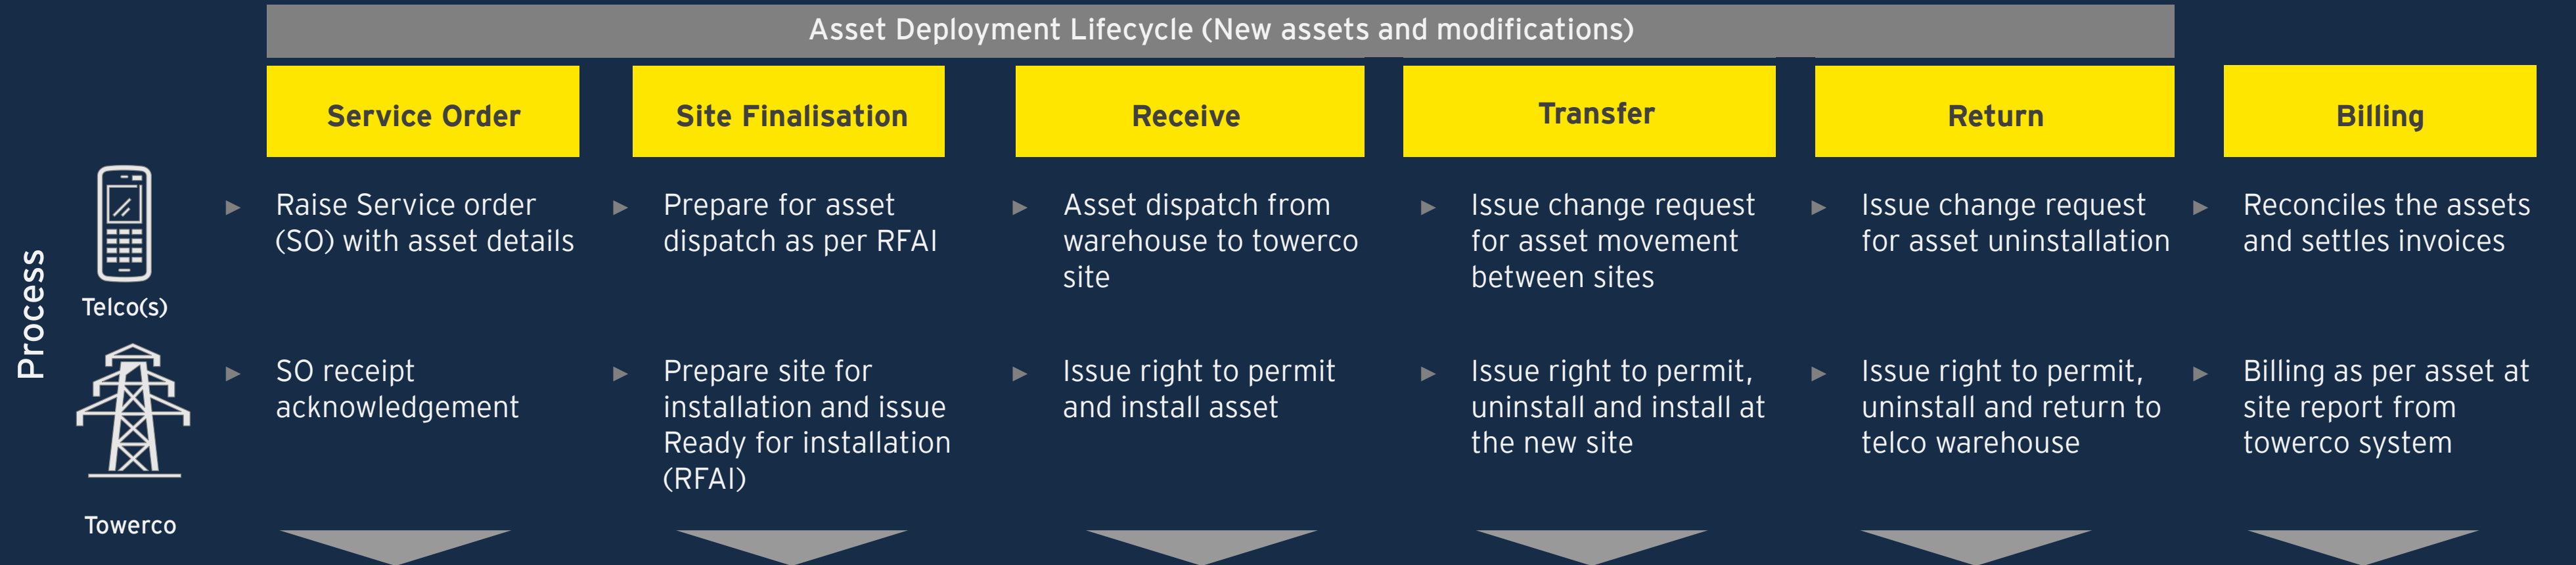 Asset Deployment Lifecycle (New assets and modifications)
Service Order
Site Finalisation
Receive
Transfer
Return
Billing
Process
Telco(s)
Raise Service order
(SO) with asset details
Prepare for asset
dispatch as per RFAI
Asset dispatch from
warehouse to towerco
site
Issue change request
for asset movement
between sites
Issue change request
for asset uninstallation
Reconciles the assets
and settles invoices
Towerco
SO receipt
acknowledgement
Prepare site for
installation and issue
Ready for installation
(RFAI)
Issue right to permit
and install asset
Issue right to permit,
uninstall and install at
the new site
Issue right to permit,
uninstall and return to
telco warehouse
Billing as per asset at
site report from
towerco system